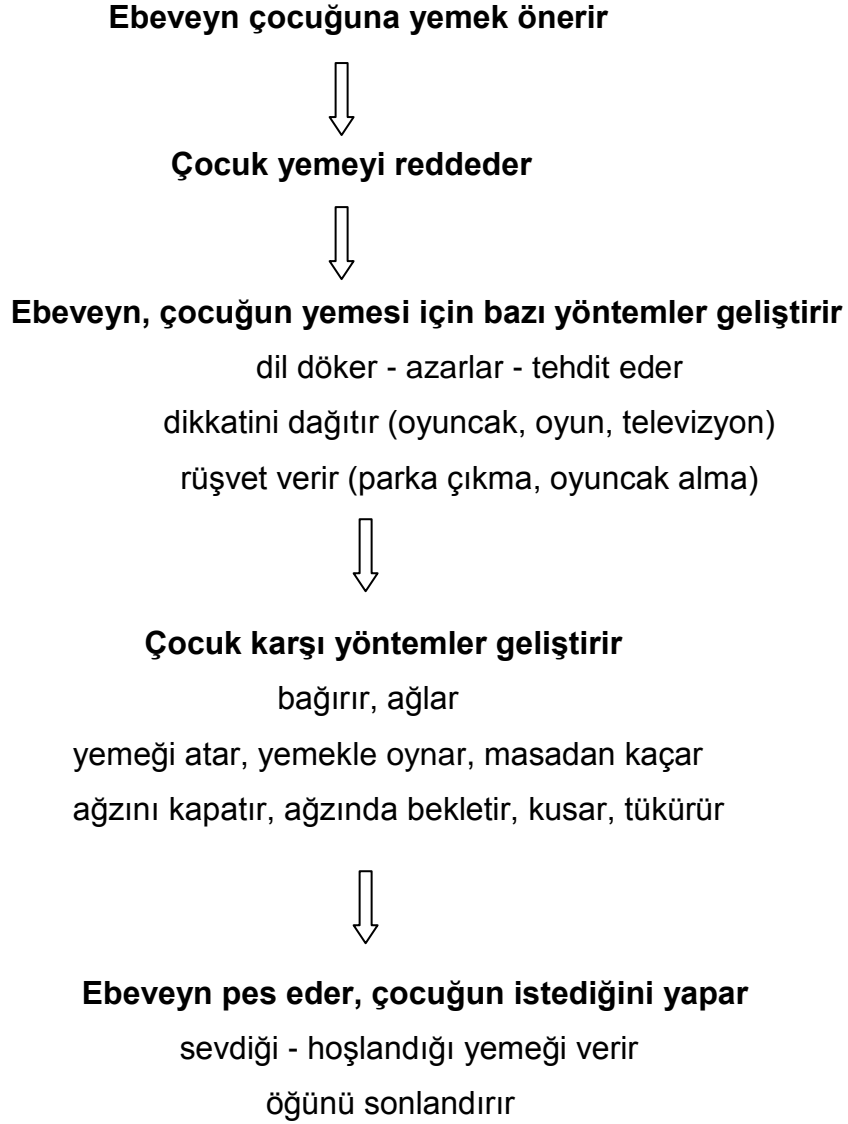 Ebeveyn çocuğuna yemek önerir
Çocuk yemeyi reddeder
Ebeveyn, çocuğun yemesi için bazı yöntemler geliştirir
dil döker - azarlar - tehdit eder
dikkatini dağıtır (oyuncak, oyun, televizyon)
rüşvet verir (parka çıkma, oyuncak alma)
Çocuk karşı yöntemler geliştirir
bağırır, ağlar
yemeği atar, yemekle oynar, masadan kaçar
ağzını kapatır, ağzında bekletir, kusar, tükürür
Ebeveyn pes eder, çocuğun istediğini yapar
sevdiği - hoşlandığı yemeği verir
öğünü sonlandırır